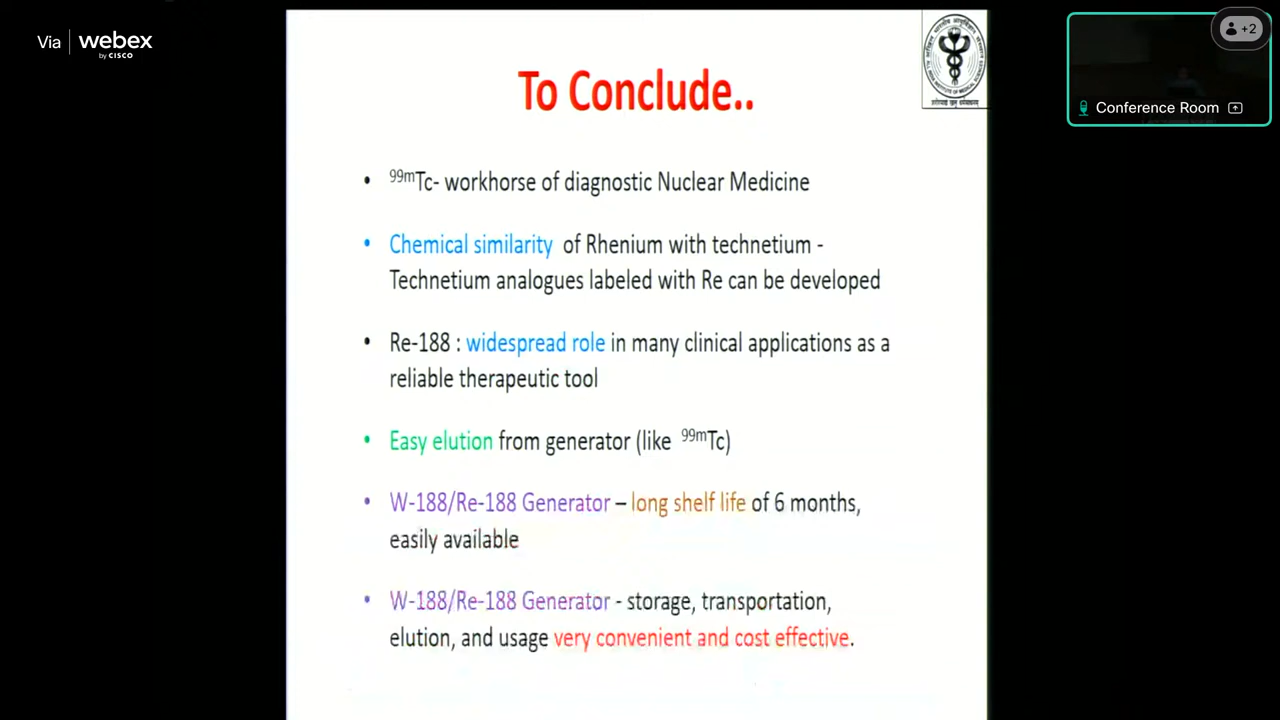 Via webex
by CISCO
+2
Conference Room
To Conclude..
• ⁹⁹ᵐTc- workhorse of diagnostic Nuclear Medicine
• Chemical similarity of Rhenium with technetium -
Technetium analogues labeled with Re can be developed
• Re-188 : widespread role in many clinical applications as a
reliable therapeutic tool
• Easy elution from generator (like ⁹⁹ᵐTc)
• W-188/Re-188 Generator – long shelf life of 6 months,
easily available
• W-188/Re-188 Generator - storage, transportation,
elution, and usage very convenient and cost effective.